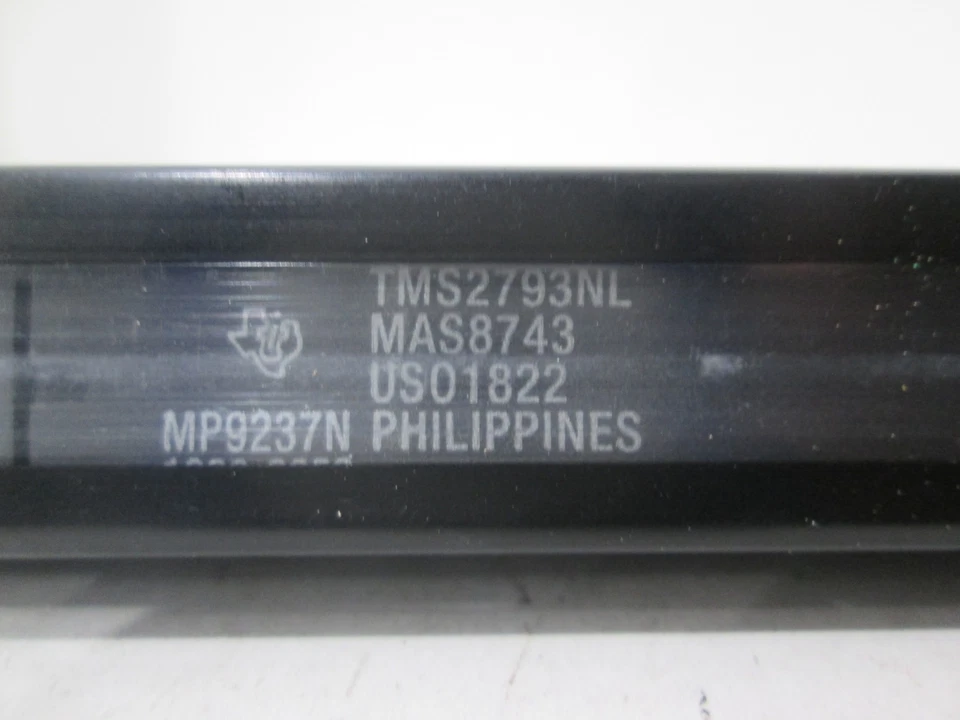 TMS2793NL
MAS8743
US01822
MP9237N PHILIPPINES